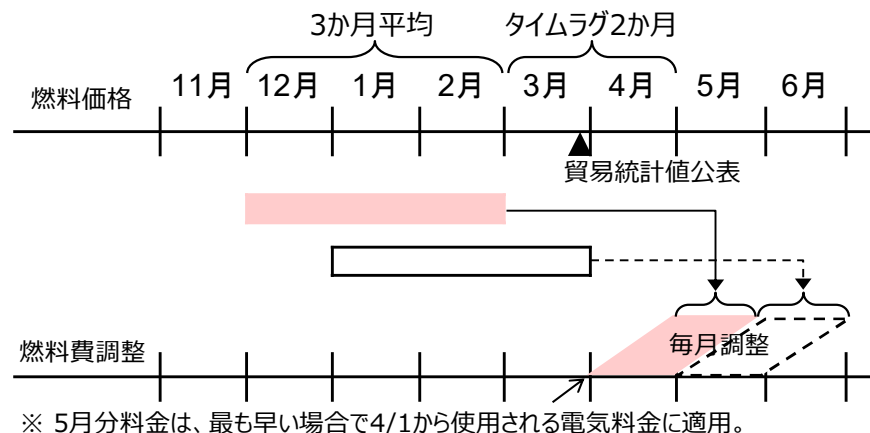 3か月平均 タイムラグ2か月
燃料価格 11月 12月 1月 2月 3月 4月 5月 6月
貿易統計値公表
燃料費調整 毎月調整
※ 5月分料金は、最も早い場合で4/1から使用される電気料金に適用。